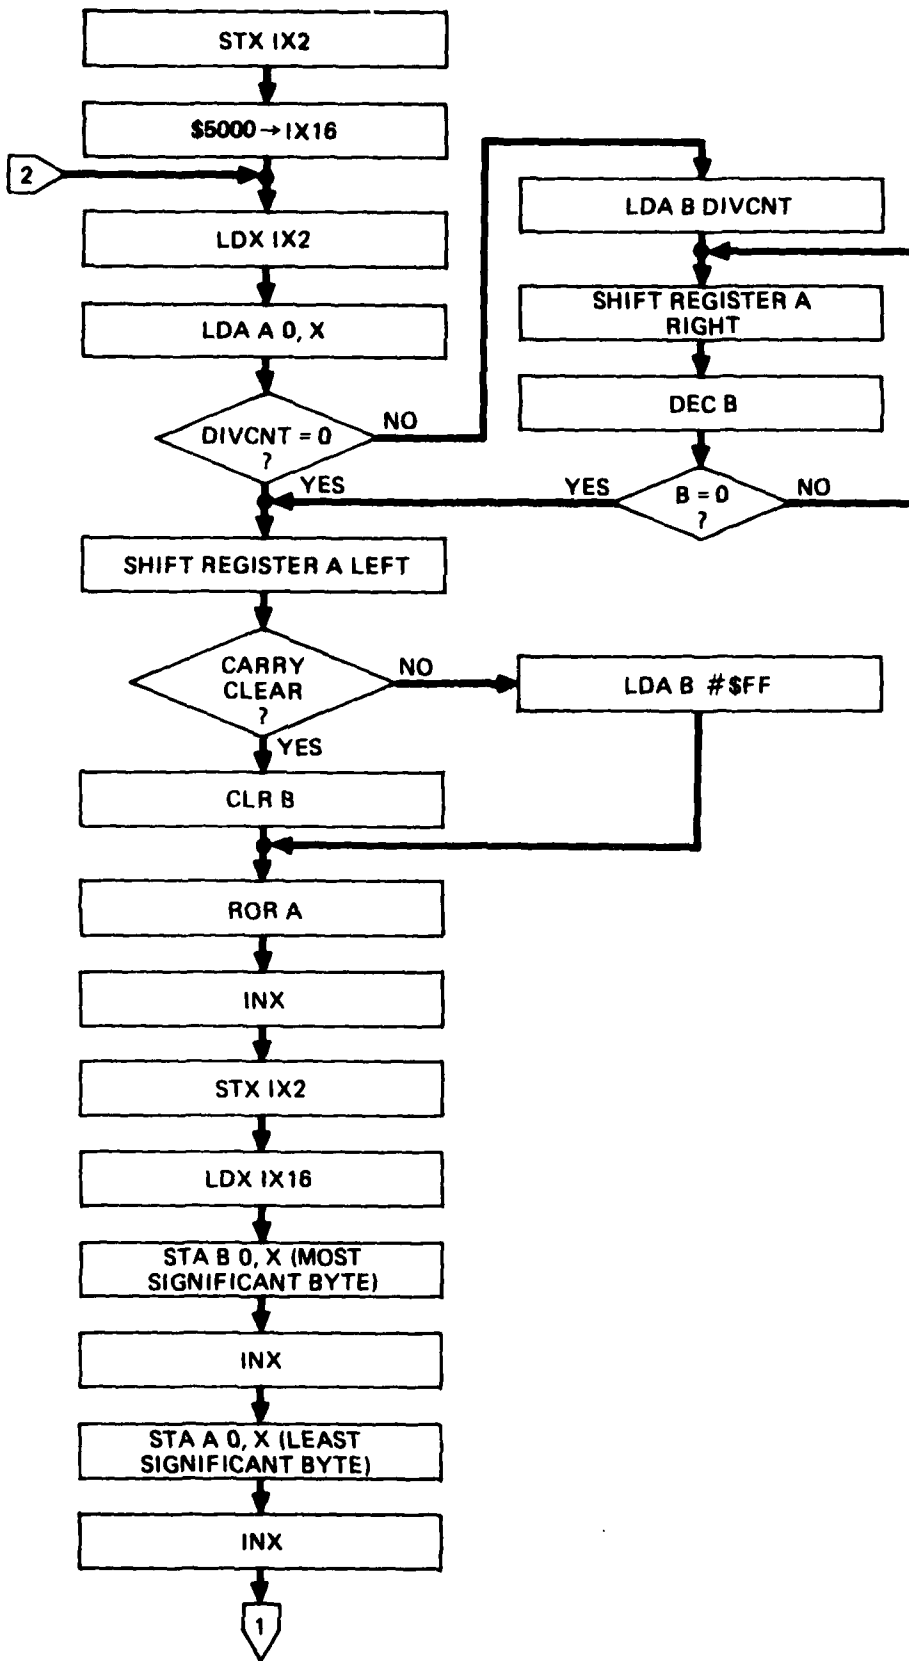 STX IX2
$5000→IX16
2
LDX IX2
LDA A 0, X
DIVCNT = 0
?
NO
YES
LDA B DIVCNT
SHIFT REGISTER A
RIGHT
DEC B
B = 0
?
YES
NO
SHIFT REGISTER A LEFT
CARRY
CLEAR
?
NO
YES
LDA B #$FF
CLR B
ROR A
INX
STX IX2
LDX IX16
STA B 0, X (MOST
SIGNIFICANT BYTE)
INX
STA A 0, X (LEAST
SIGNIFICANT BYTE)
INX
1